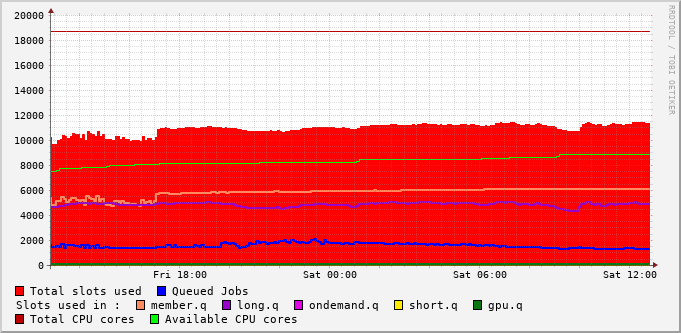 20000
18000
16000
14000
12000
10000
8000
6000
4000
2000
0
Fri 18:00 Sat 00:00 Sat 06:00 Sat 12:00
Total slots used Queued Jobs
Slots used in : member.q long.q ondemand.q short.q gpu.q
Total CPU cores Available CPU cores
RRDTOOL / TOBI OETIKER